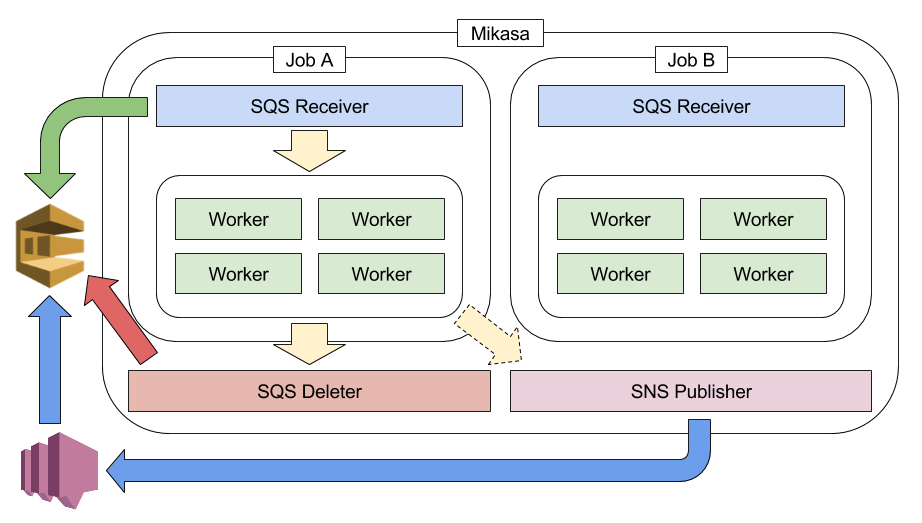 Mikasa
Job A
Job B
SQS Receiver
SQS Receiver
Worker
Worker
Worker
Worker
Worker
Worker
Worker
Worker
SQS Deleter
SNS Publisher